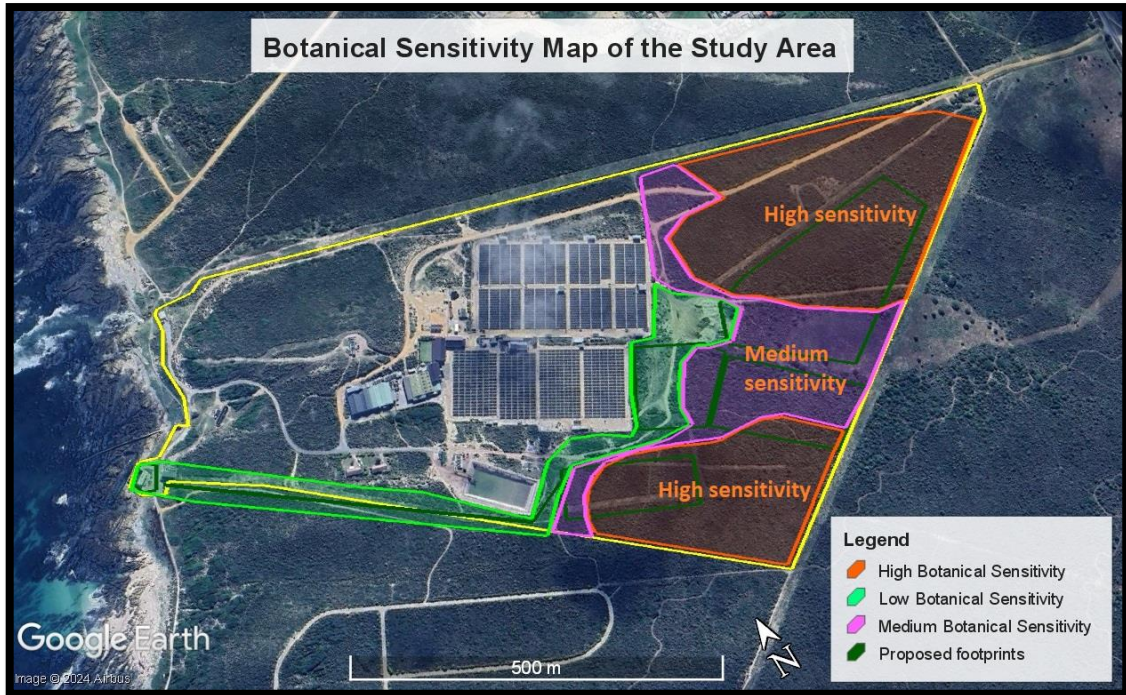 Botanical Sensitivity Map of the Study Area
High sensitivity
Medium
sensitivity
High sensitivity
Legend
High Botanical Sensitivity
Low Botanical Sensitivity
Medium Botanical Sensitivity
Proposed footprints
N
Google Earth
500 m
Image © 2024 Airbus